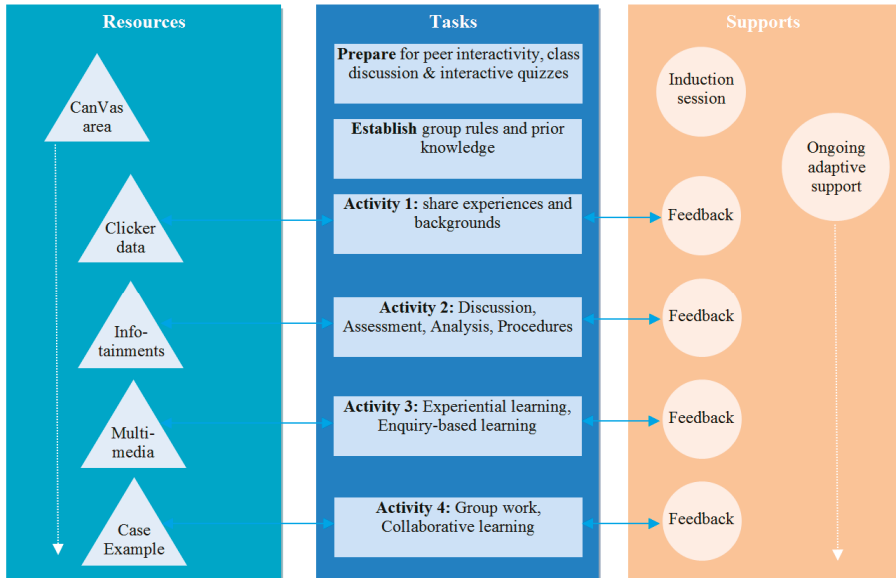 Resources
CanVas
area
Clicker
data
Info-
tainments
Multi-
media
Case
Example
Tasks
Prepare for peer interactivity, class
discussion & interactive quizzes
Establish group rules and prior
knowledge
Activity 1: share experiences and
backgrounds
Activity 2: Discussion,
Assessment, Analysis, Procedures
Activity 3: Experiential learning,
Enquiry-based learning
Activity 4: Group work,
Collaborative learning
Supports
Induction
session
Ongoing
adaptive
support
Feedback
Feedback
Feedback
Feedback